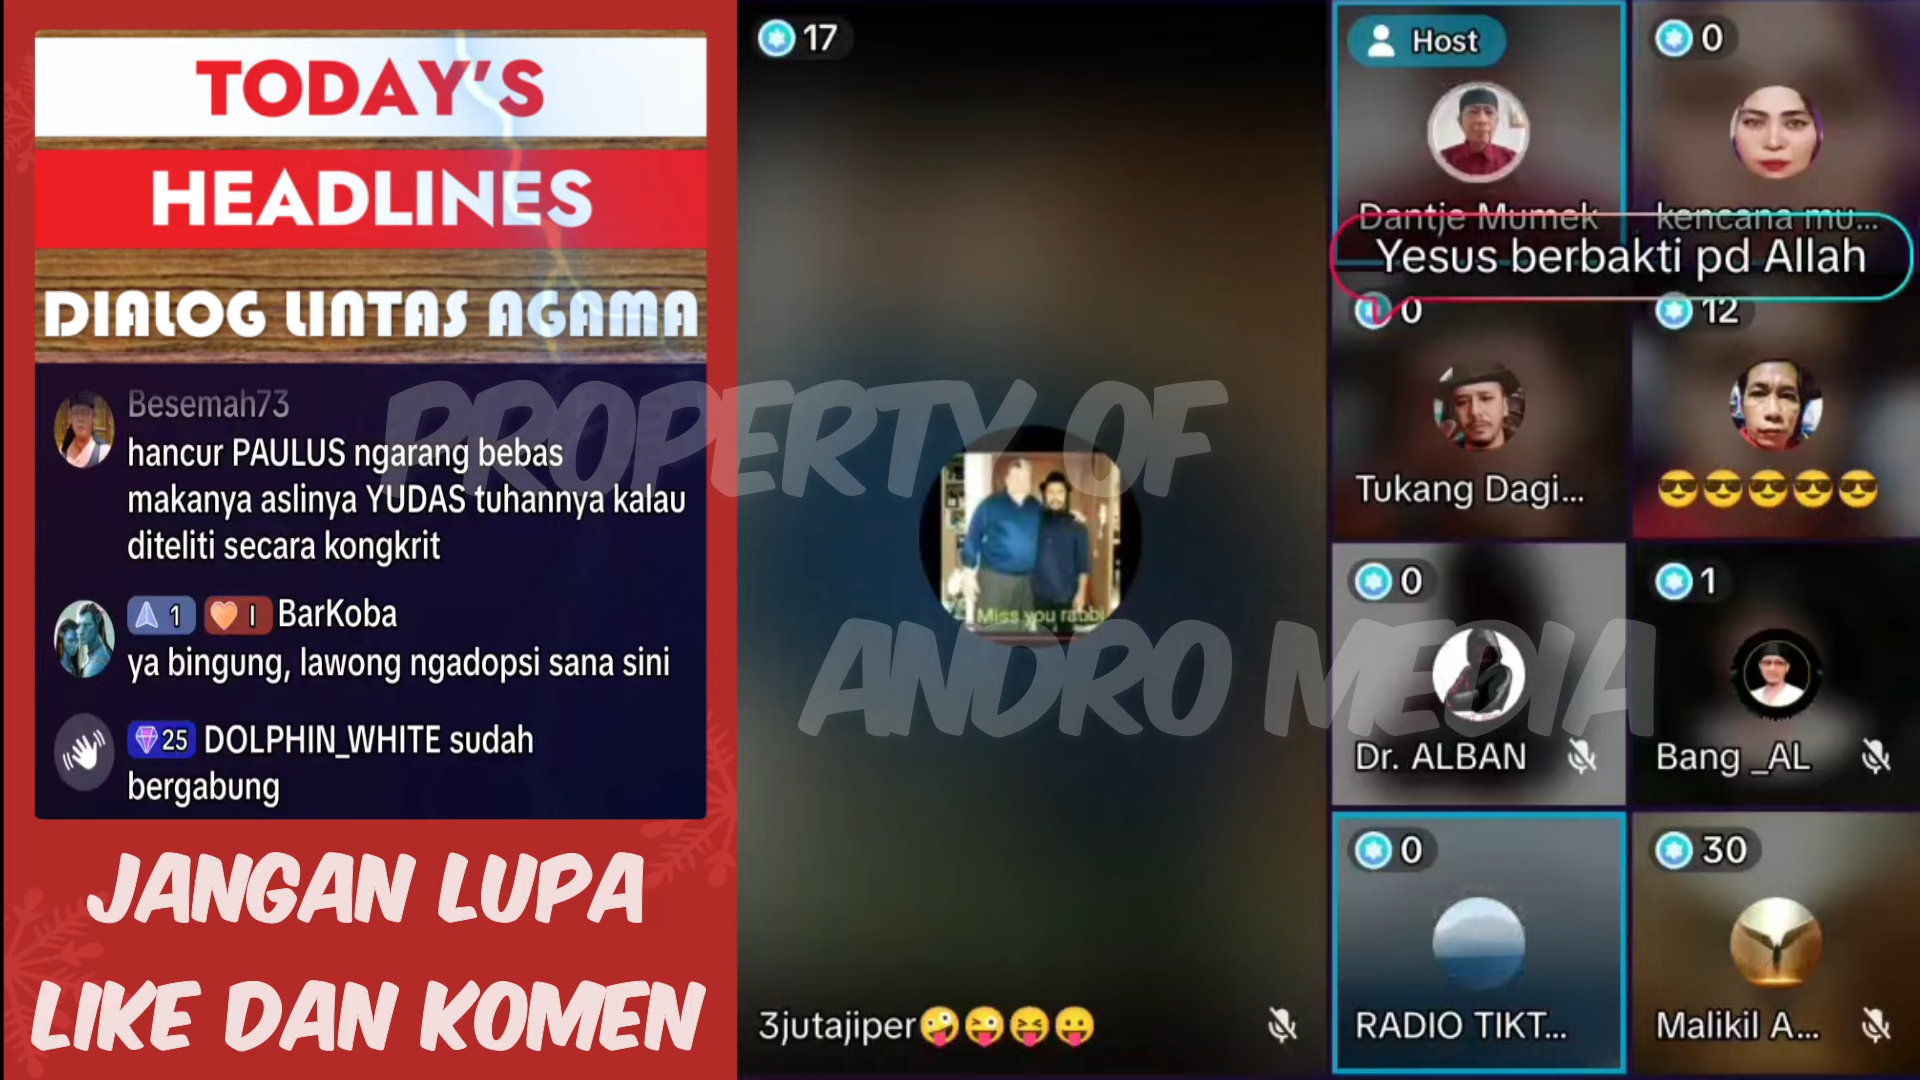 TODAY'S
HEADLINES
DIALOG LINTAS AGAMA
Besemah73
hancur PAULUS ngarang bebas
makanya aslinya YUDAS tuhannya kalau
diteliti secara kongkrit
1 I BarKoba
ya bingung, lawong ngadopsi sana sini
25 DOLPHIN_WHITE sudah
bergabung
JANGAN LUPA
LIKE DAN KOMEN
PROPERTY OF
ANDRO MEDIA
17
Miss you rabbi
3jutajiper🤪😜😝😛
Host
Dantje Mumek
0
kencana mu...
Yesus berbakti pd Allah
0
Tukang Dagi...
12
😎😎😎😎😎
0
Dr. ALBAN
1
Bang _AL
0
RADIO TIKT...
30
Malikil A...